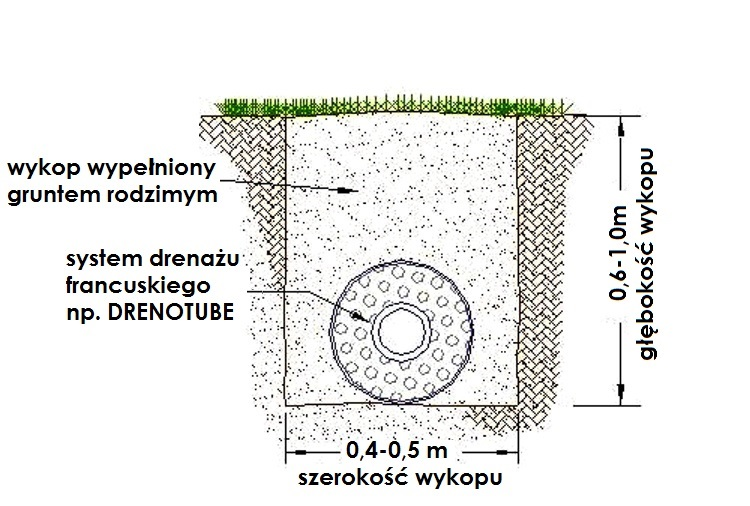 wykop wypełniony
gruntem rodzimym
system drenażu
francuskiego
np. DRENOTUBE
0,6-1,0m
głębokość wykopu
0,4-0,5 m
szerokość wykopu